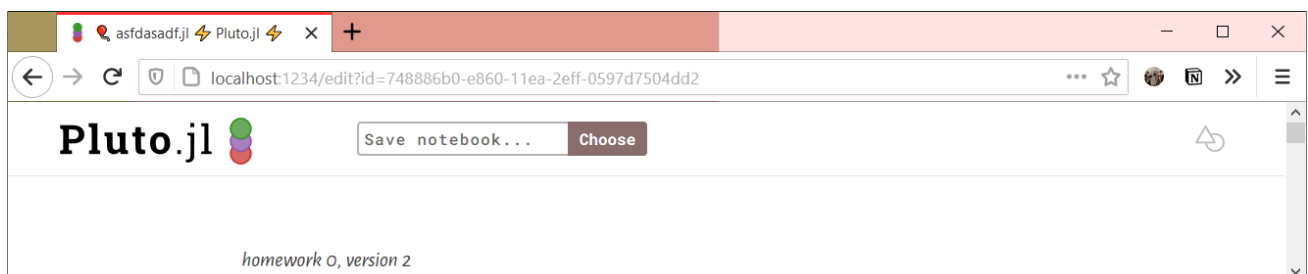 asfdasadf.jl ⚡ Pluto.jl ⚡
localhost:1234/edit?id=748886b0-e860-11ea-2eff-0597d7504dd2
Pluto.jl Save notebook... Choose
homework 0, version 2